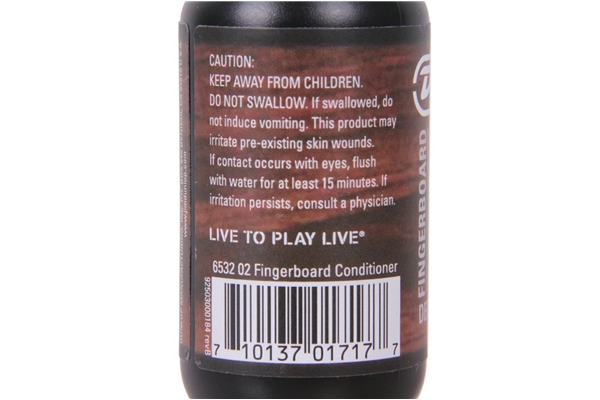 CAUTION:
KEEP AWAY FROM CHILDREN.
DO NOT SWALLOW. If swallowed, do
not induce vomiting. This product may
irritate pre-existing skin wounds.
If contact occurs with eyes, flush
with water for at least 15 minutes. If
irritation persists, consult a physician.
LIVE TO PLAY LIVE®
6532 02 Fingerboard Conditioner
92503000184 revB
7 10137 01717 7
FINGERBOARD